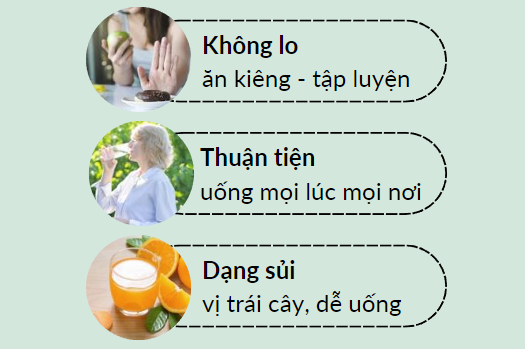 Không lo
ăn kiêng - tập luyện
Thuận tiện
uống mọi lúc mọi nơi
Dạng sủi
vị trái cây, dễ uống